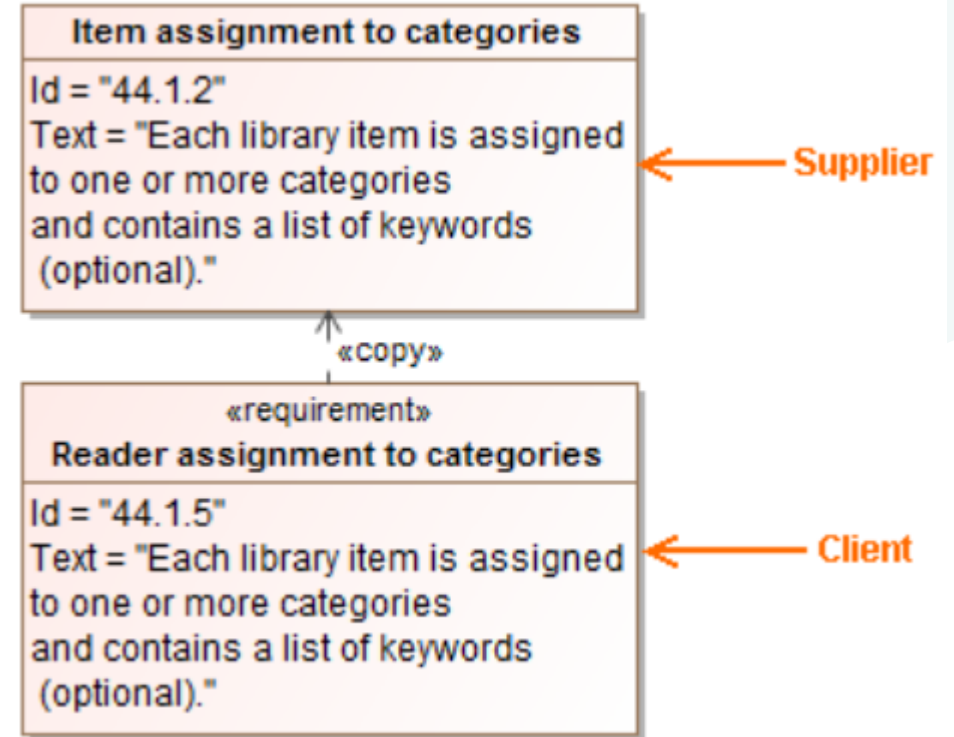 Item assignment to categories
Id = "44.1.2"
Text = "Each library item is assigned
to one or more categories
and contains a list of keywords
(optional)."
Supplier
«copy»
«requirement»
Reader assignment to categories
Id = "44.1.5"
Text = "Each library item is assigned
to one or more categories
and contains a list of keywords
(optional)."
Client